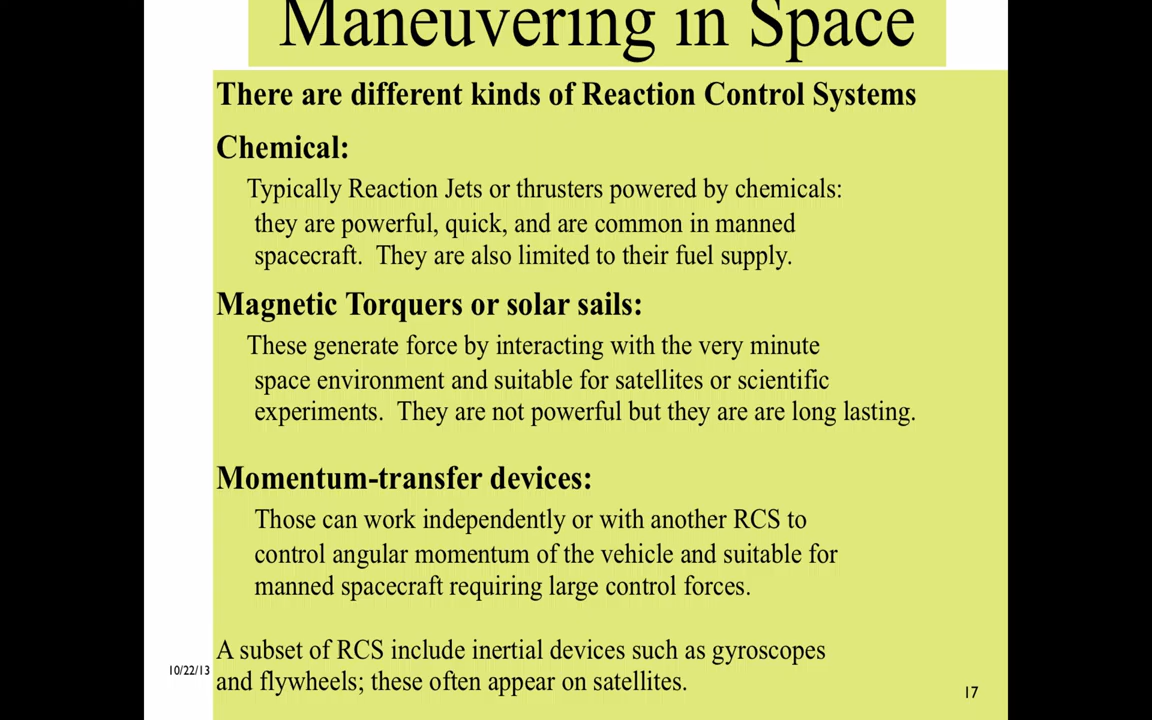 Maneuvering in Space
There are different kinds of Reaction Control Systems
Chemical:
Typically Reaction Jets or thrusters powered by chemicals:
they are powerful, quick, and are common in manned
spacecraft.  They are also limited to their fuel supply.
Magnetic Torquers or solar sails:
These generate force by interacting with the very minute
space environment and suitable for satellites or scientific
experiments.  They are not powerful but they are are long lasting.
Momentum-transfer devices:
Those can work independently or with another RCS to
control angular momentum of the vehicle and suitable for
manned spacecraft requiring large control forces.
A subset of RCS include inertial devices such as gyroscopes
and flywheels; these often appear on satellites.
10/22/13
17